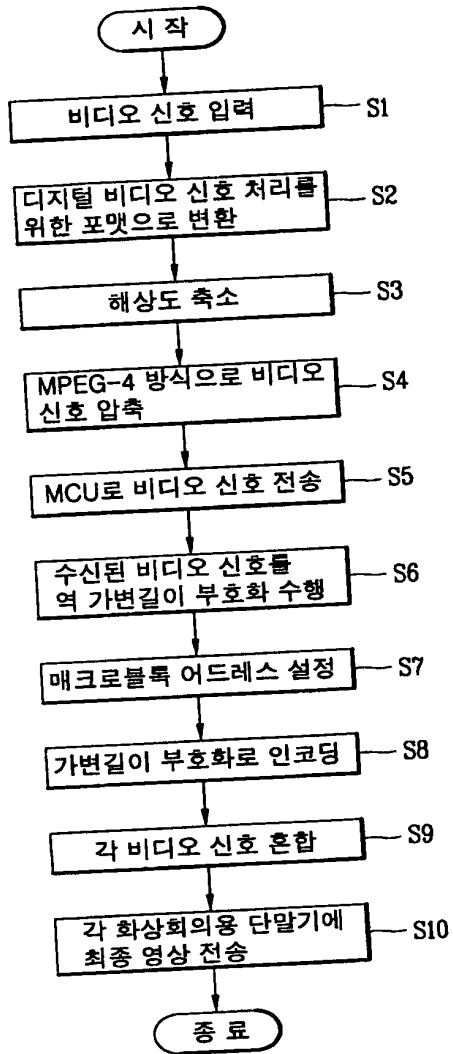 시 작
비디오 신호 입력
S1
디지털 비디오 신호 처리를
위한 포맷으로 변환
S2
해상도 축소
S3
MPEG-4 방식으로 비디오
신호 압축
S4
MCU로 비디오 신호 전송
S5
수신된 비디오 신호를
역 가변길이 부호화 수행
S6
매크로블록 어드레스 설정
S7
가변길이 부호화로 인코딩
S8
각 비디오 신호 혼합
S9
각 화상회의용 단말기에
최종 영상 전송
S10
종 료